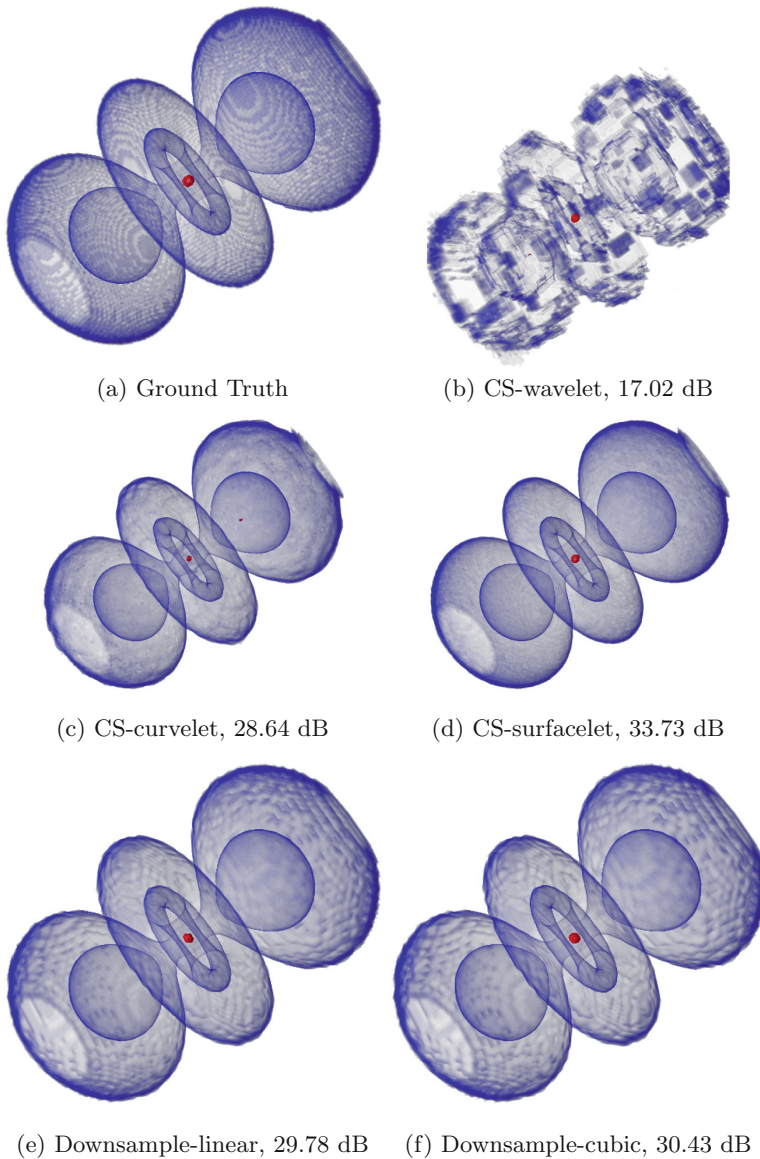 (a) Ground Truth
(b) CS-wavelet, 17.02 dB
(c) CS-curvelet, 28.64 dB
(d) CS-surfacelet, 33.73 dB
(e) Downsample-linear, 29.78 dB
(f) Downsample-cubic, 30.43 dB